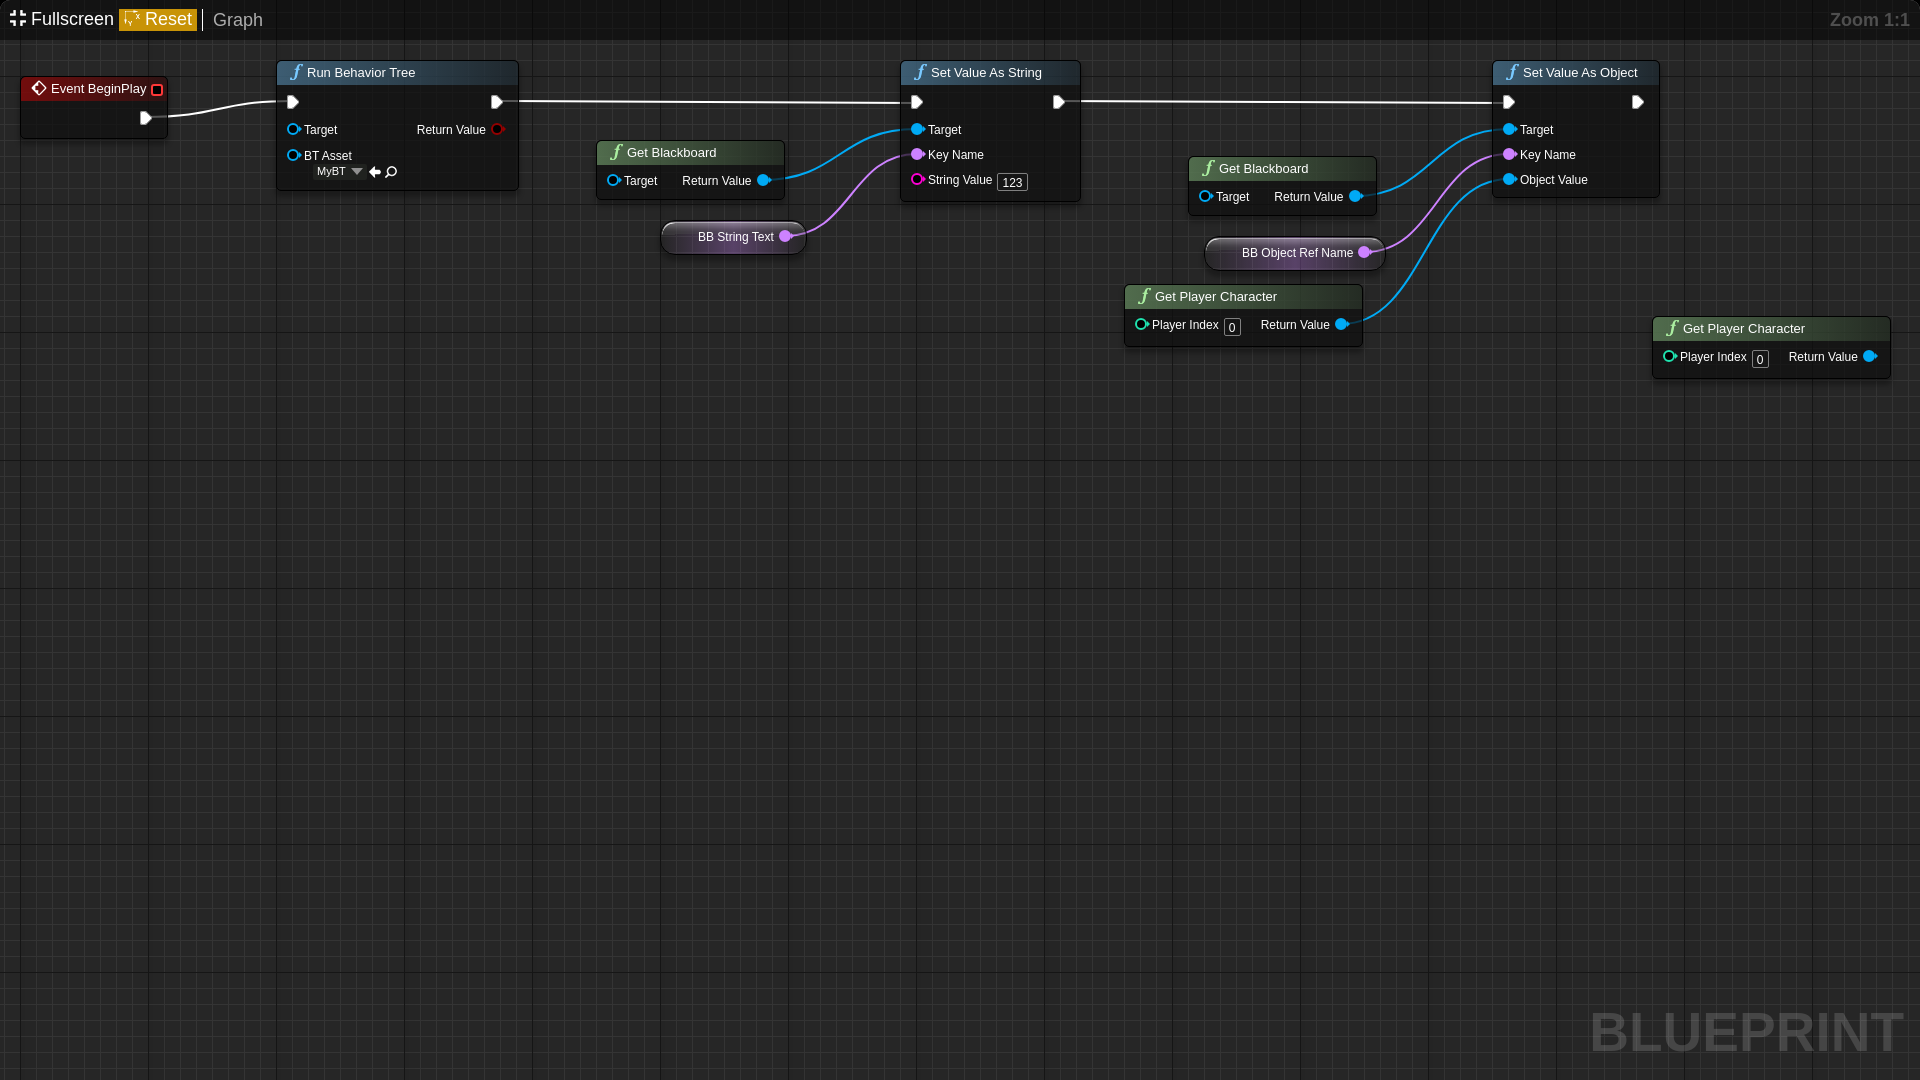 Fullscreen Reset Graph
Zoom 1:1
Event BeginPlay
Run Behavior Tree
Target
Return Value
BT Asset
MyBT
Get Blackboard
Target
Return Value
BB String Text
Set Value As String
Target
Key Name
String Value 123
Get Blackboard
Target
Return Value
BB Object Ref Name
Get Player Character
Player Index 0
Return Value
Set Value As Object
Target
Key Name
Object Value
Get Player Character
Player Index 0
Return Value
BLUEPRINT